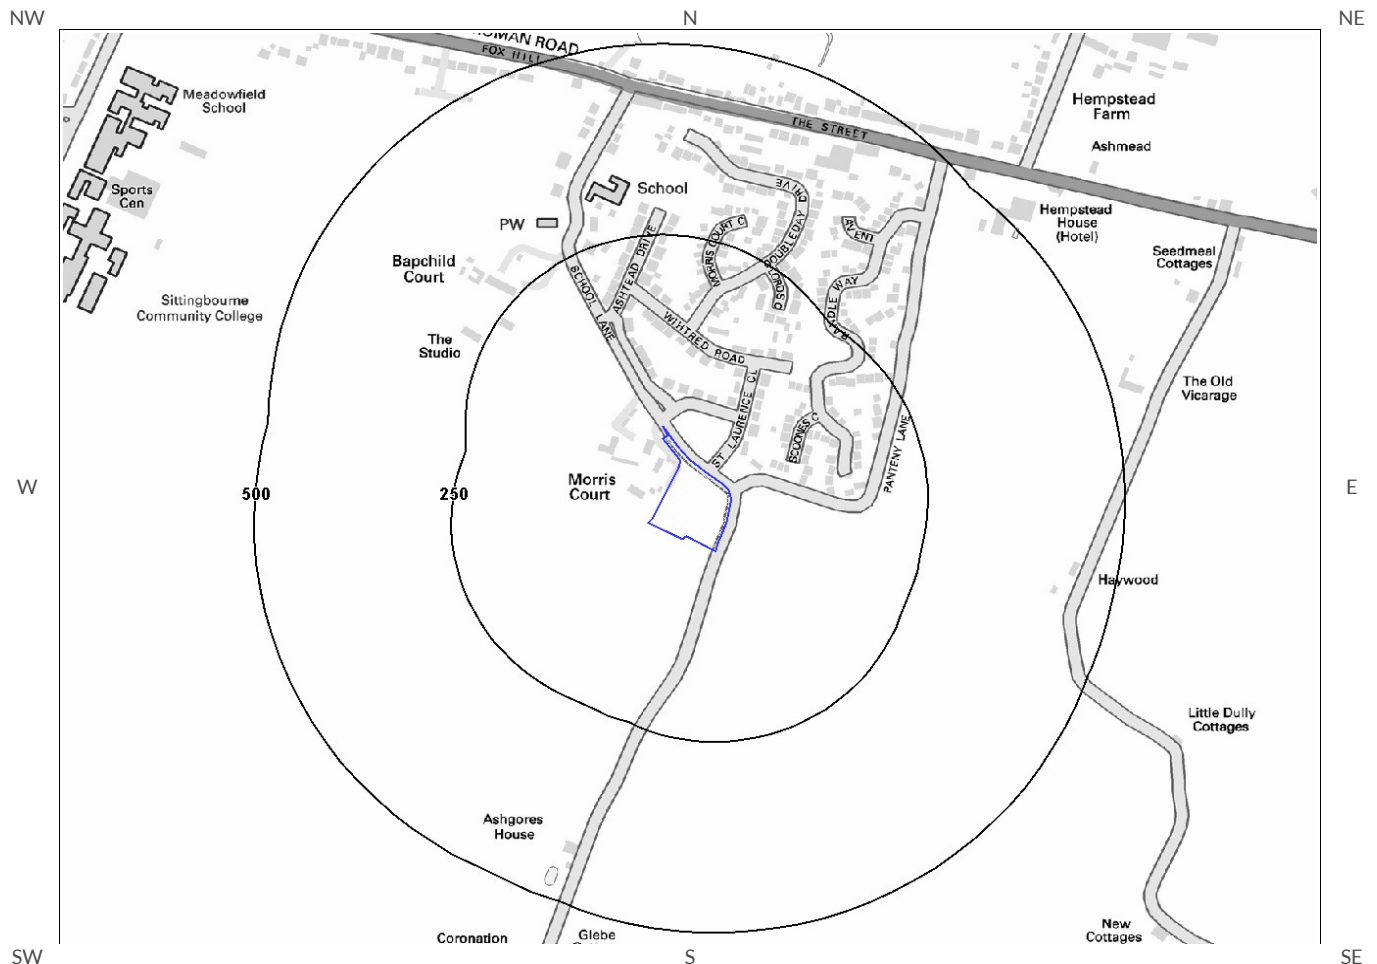 NW
N
NE
ROMAN ROAD
FOX HILL
Meadowfield
School
Hempstead
Farm
THE STREET
Ashmead
Sports
Cen
School
DOUBLEDAY DRIVE
PW
MORRIS COURT C
AVENT
Hempstead
House
(Hotel)
Seedmeal
Cottages
Bapchild
Court
SCHOOL LANE
ASHTEAD DRIVE
Sittingbourne
Community College
WIHTRED ROAD
WAY
The
Studio
ST LAURENCE CL
The Old
Vicarage
SCOONES C
PANTENY LANE
Morris
Court
W
500
250
E
Haywood
Little Dully
Cottages
Ashgores
House
New
Cottages
Coronation
Glebe
SW
S
SE